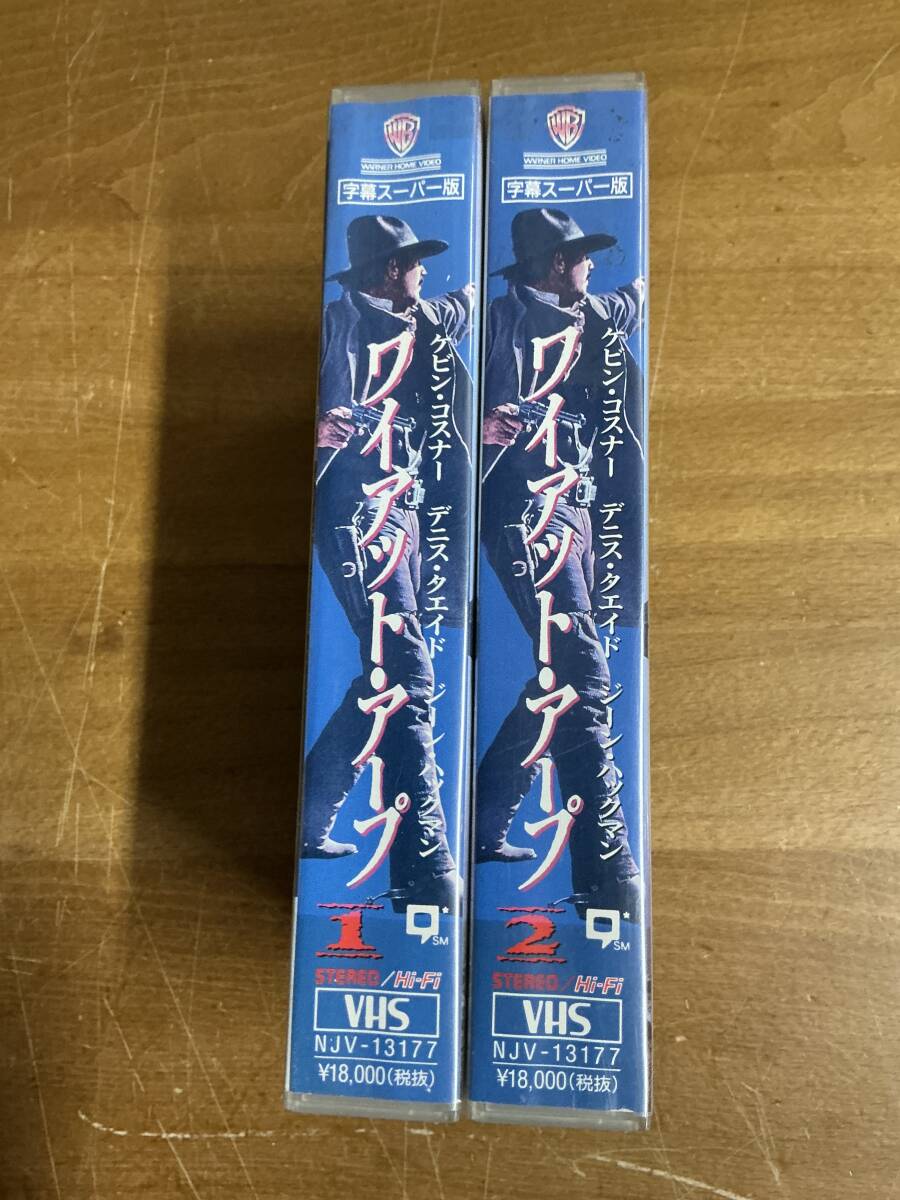 WB
WARNER HOME VIDEO
字幕スーパー版
ケビン・コスナー デニス・クエイド ジーン・ハックマン
ワイアット・アープ
1
SM
STEREO/Hi-Fi
VHS
NJV-13177
¥18,000(税抜)
WB
WARNER HOME VIDEO
字幕スーパー版
ケビン・コスナー デニス・クエイド ジーン・ハックマン
ワイアット・アープ
2
SM
STEREO/Hi-Fi
VHS
NJV-13177
¥18,000(税抜)